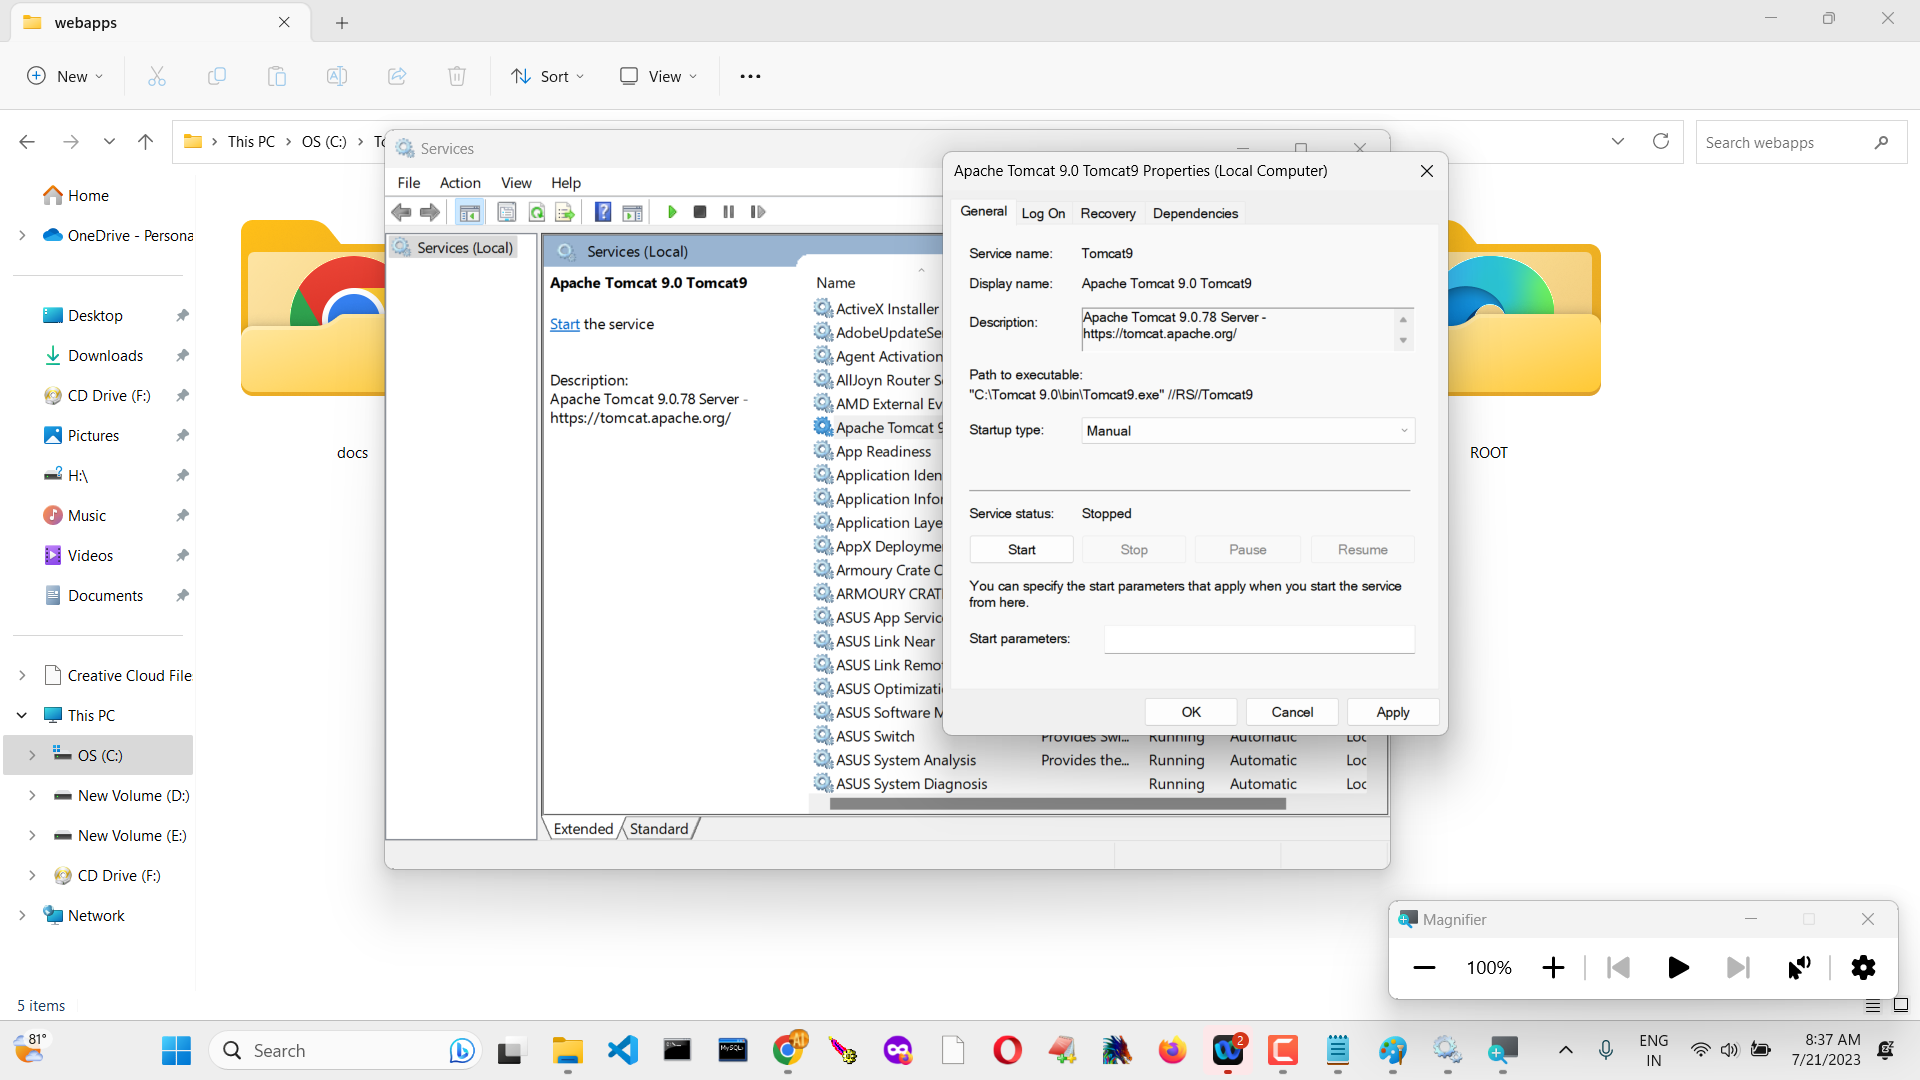 webapps
New
Sort
View
This PC
OS (C:)
Search webapps
Home
OneDrive - Persona
Desktop
Downloads
CD Drive (F:)
Pictures
H:\
Music
Videos
Documents
Creative Cloud File
This PC
OS (C:)
New Volume (D:)
New Volume (E:)
CD Drive (F:)
Network
5 items
docs
ROOT
Services
File Action View Help
Services (Local)
Services (Local)
Apache Tomcat 9.0 Tomcat9
Start the service
Description:
Apache Tomcat 9.0.78 Server -
https://tomcat.apache.org/
Name
ActiveX Installer
AdobeUpdateSe
Agent Activation
AllJoyn Router S
AMD External Ev
Apache Tomcat 9
App Readiness
Application Iden
Application Infor
Application Laye
AppX Deployme
Armoury Crate C
ARMOURY CRAT
ASUS App Servic
ASUS Link Near
ASUS Link Remo
ASUS Optimizati
ASUS Software M
ASUS Switch Provides Swi... Running Automatic Loc
ASUS System Analysis Provides the... Running Automatic Loc
ASUS System Diagnosis Running Automatic Loc
Extended Standard
Apache Tomcat 9.0 Tomcat9 Properties (Local Computer)
General Log On Recovery Dependencies
Service name: Tomcat9
Display name: Apache Tomcat 9.0 Tomcat9
Description: Apache Tomcat 9.0.78 Server -
https://tomcat.apache.org/
Path to executable:
"C:\Tomcat 9.0\bin\Tomcat9.exe" //RS//Tomcat9
Startup type: Manual
Service status: Stopped
Start Stop Pause Resume
You can specify the start parameters that apply when you start the service
from here.
Start parameters:
OK Cancel Apply
Magnifier
100%
81°
Search
MySQL
2
ENG
IN
8:37 AM
7/21/2023